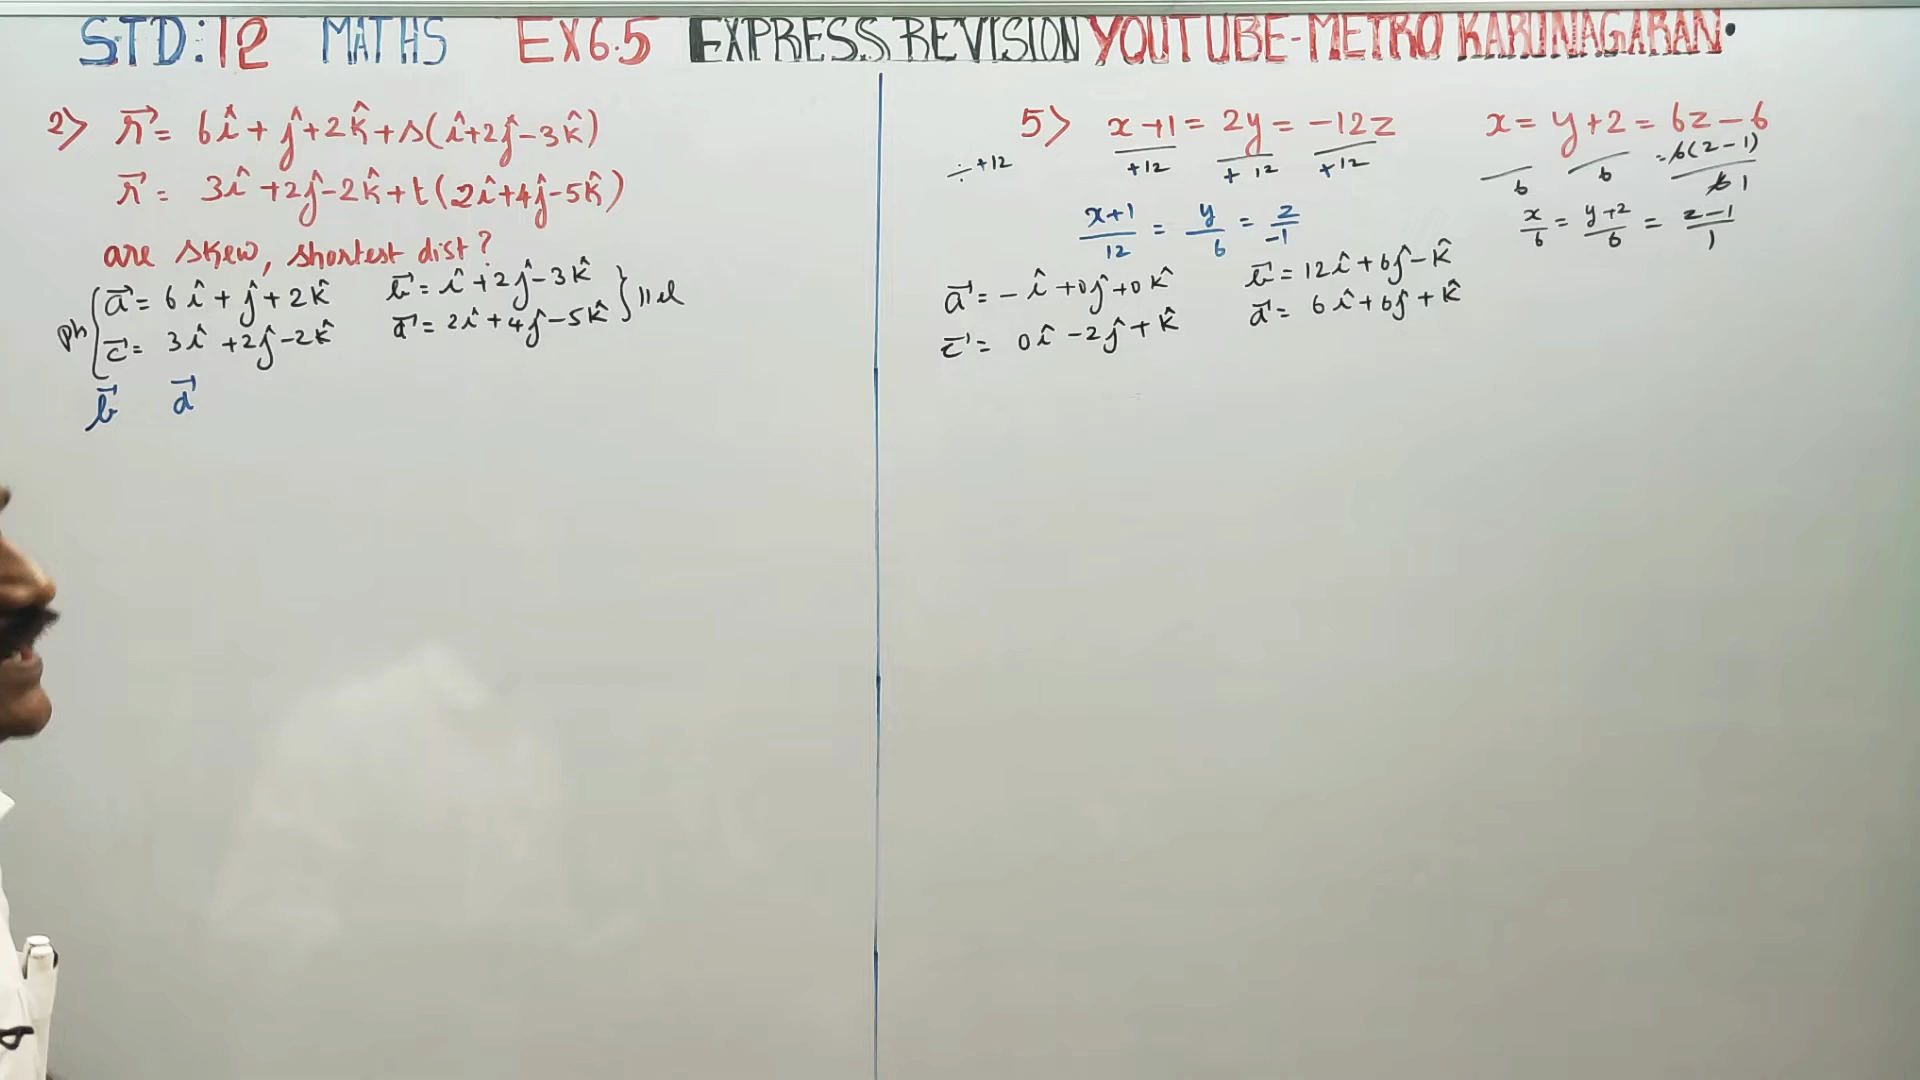 STD:12 MATHS EX6.5 EXPRESS REVISION YOUTUBE-METRO KARUNAGARAN.
2> r⃗ = 6î + ĵ + 2k̂ + s(î+2ĵ-3k̂)
r⃗ = 3î +2ĵ-2k̂ + t(2î+4ĵ-5k̂)
are skew, shortest dist?
a⃗ = 6î + ĵ + 2k̂ b⃗ = î+2ĵ-3k̂
c⃗ = 3î +2ĵ-2k̂ d⃗ = 2î+4ĵ-5k̂ } llel
b⃗ d⃗
5> x+1 = 2y = -12z x = y+2 = 6z-6
÷ +12 +12 +12 +12 6 6 =6(z-1) 6 1
x+1/12 = y/6 = z/-1 x/6 = y+2/6 = z-1/1
a⃗ = -î +0ĵ+0k̂ b⃗ = 12î+6ĵ-k̂
c⃗ = 0î -2ĵ + k̂ d⃗ = 6î+6ĵ+k̂